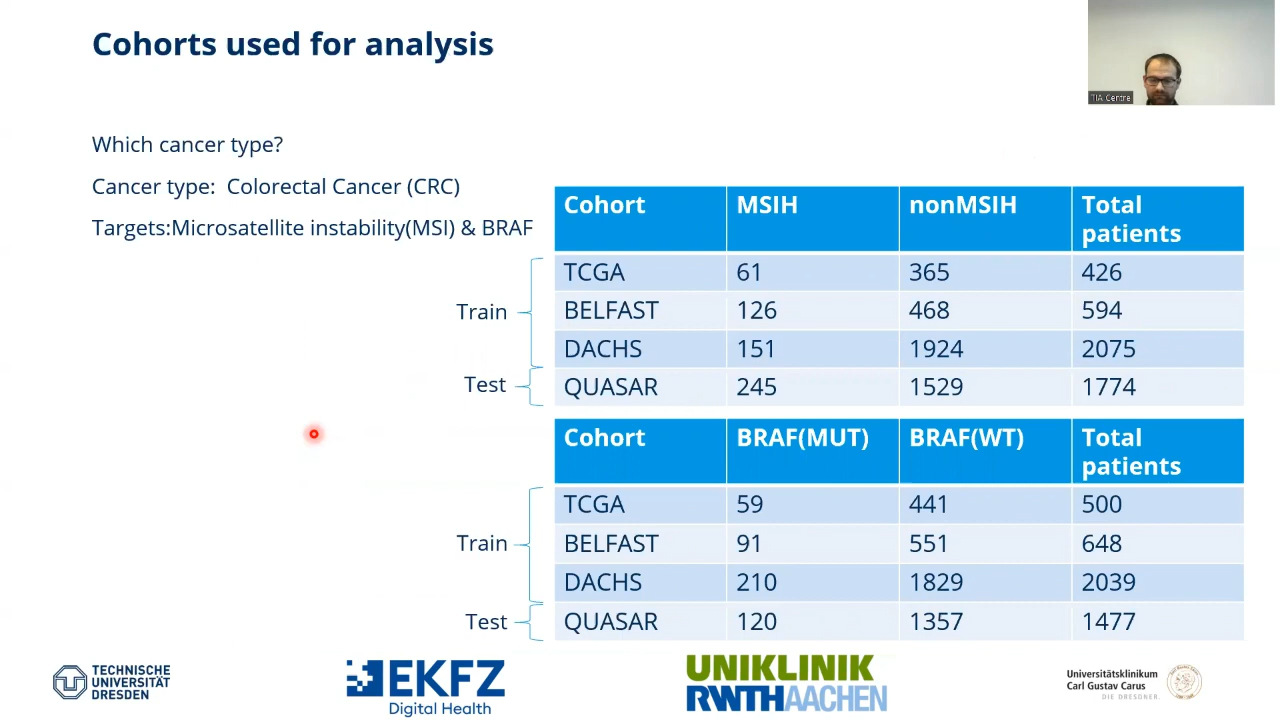 Cohorts used for analysis
TIA Centre
Which cancer type?
Cancer type: Colorectal Cancer (CRC)
Targets:Microsatellite instability(MSI) & BRAF
Cohort MSIH nonMSIH Total patients
Train
TCGA 61 365 426
BELFAST 126 468 594
DACHS 151 1924 2075
Test
QUASAR 245 1529 1774
Cohort BRAF(MUT) BRAF(WT) Total patients
Train
TCGA 59 441 500
BELFAST 91 551 648
DACHS 210 1829 2039
Test
QUASAR 120 1357 1477
TECHNISCHE
UNIVERSITÄT
DRESDEN
EKFZ
Digital Health
UNIKLINIK
RWTHAACHEN
Universitätsklinikum
Carl Gustav Carus
DIE DRESDNER.